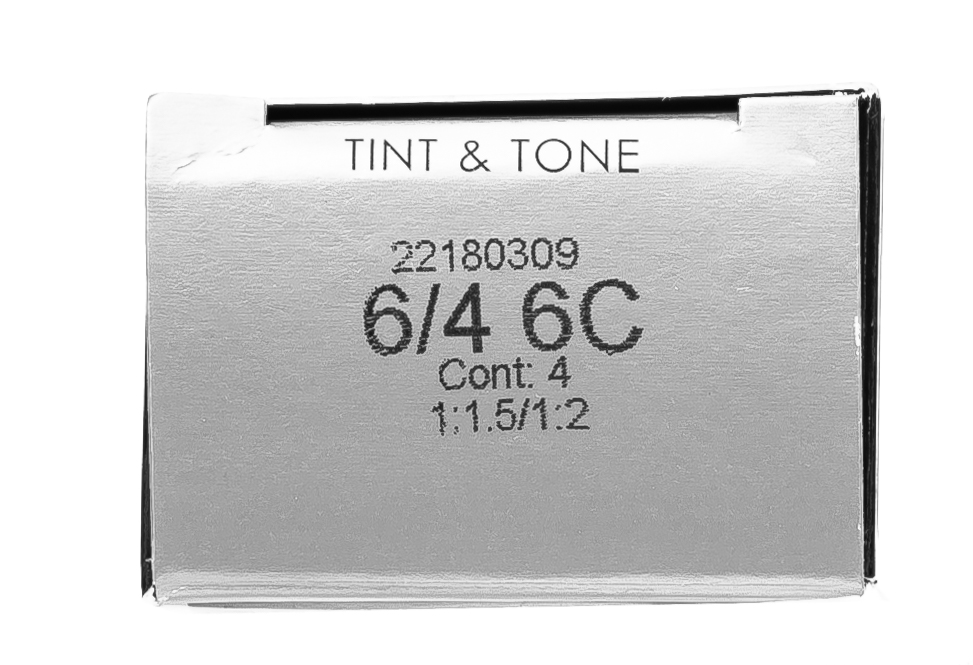 TINT & TONE
22180309
6/4 6C
Cont: 4
1:1.5/1:2